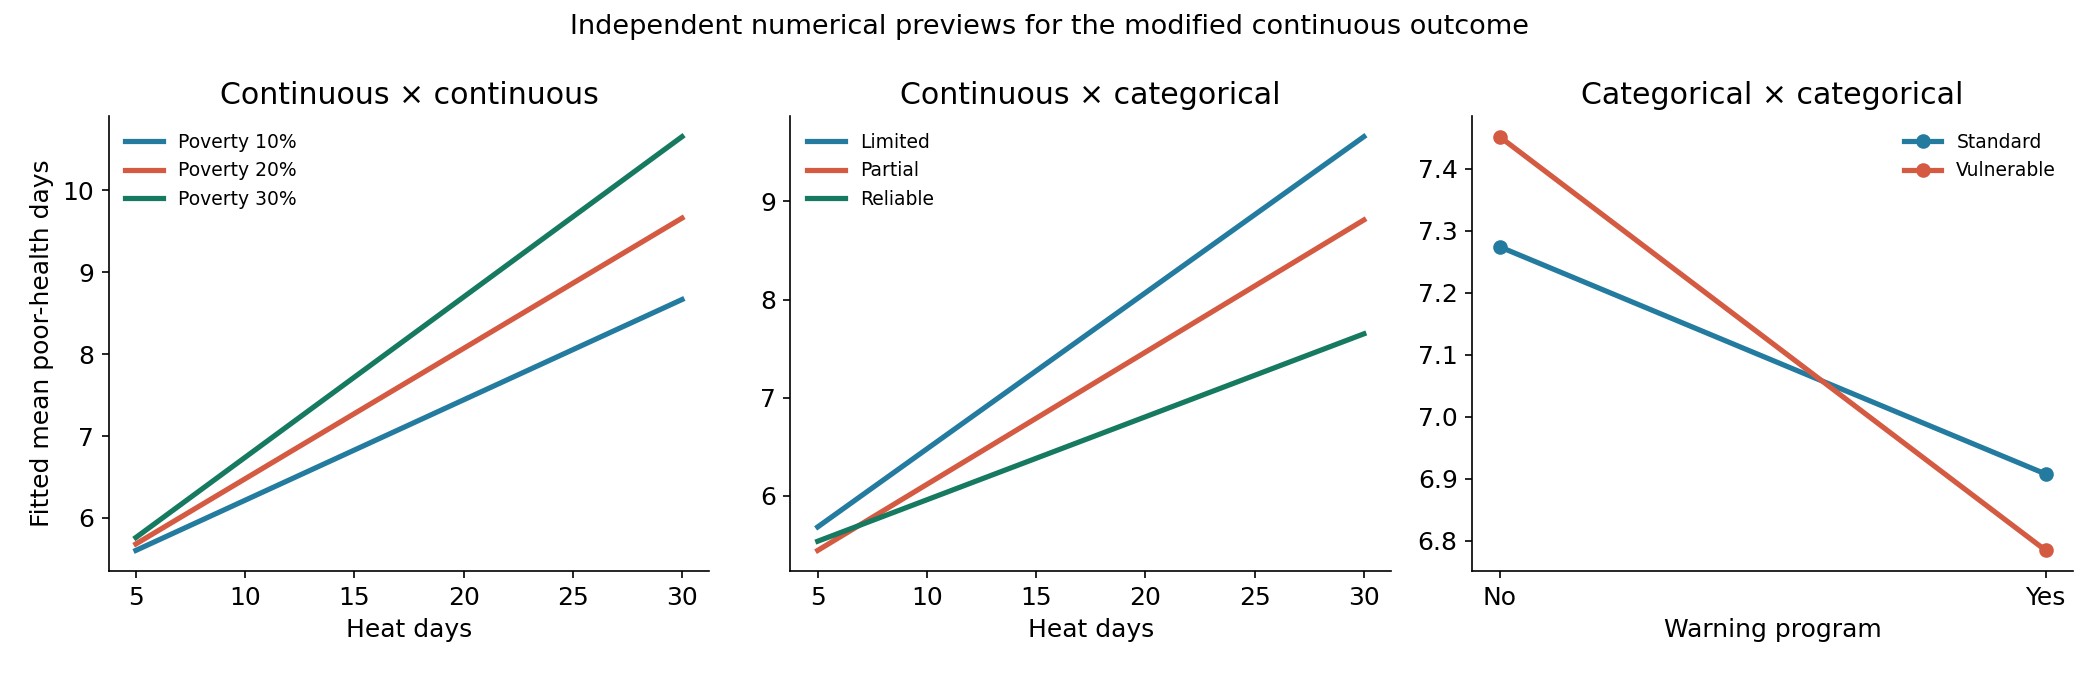 Independent numerical previews for the modified continuous outcome
Continuous × continuous
Fitted mean poor-health days
10
9
8
7
6
Poverty 10%
Poverty 20%
Poverty 30%
5 10 15 20 25 30
Heat days
Continuous × categorical
9
8
7
6
Limited
Partial
Reliable
5 10 15 20 25 30
Heat days
Categorical × categorical
7.4
7.3
7.2
7.1
7.0
6.9
6.8
Standard
Vulnerable
No Yes
Warning program